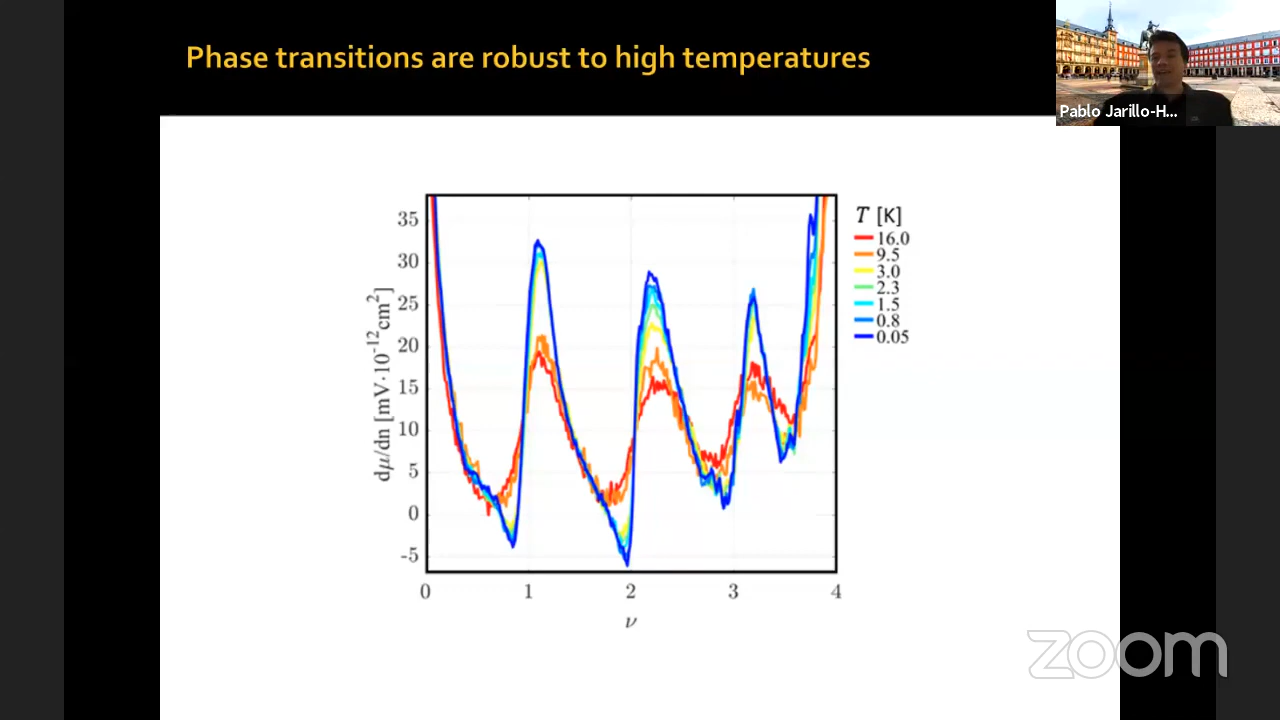 Phase transitions are robust to high temperatures
Pablo Jarillo-H...
T [K]
16.0
9.5
3.0
2.3
1.5
0.8
0.05
35
30
25
20
15
10
5
0
-5
dμ/dn [mV·10⁻¹²cm²]
0 1 2 3 4
ν
zoom